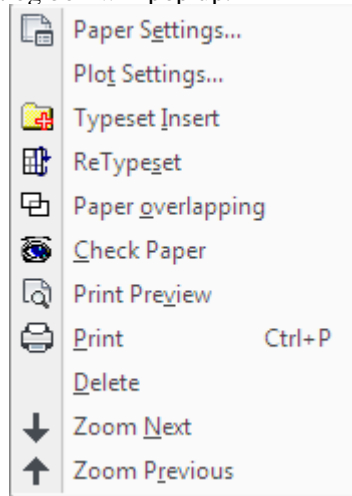 Paper Settings...
Plot Settings...
Typeset Insert
ReTypeset
Paper overlapping
Check Paper
Print Preview
Print Ctrl+P
Delete
Zoom Next
Zoom Previous